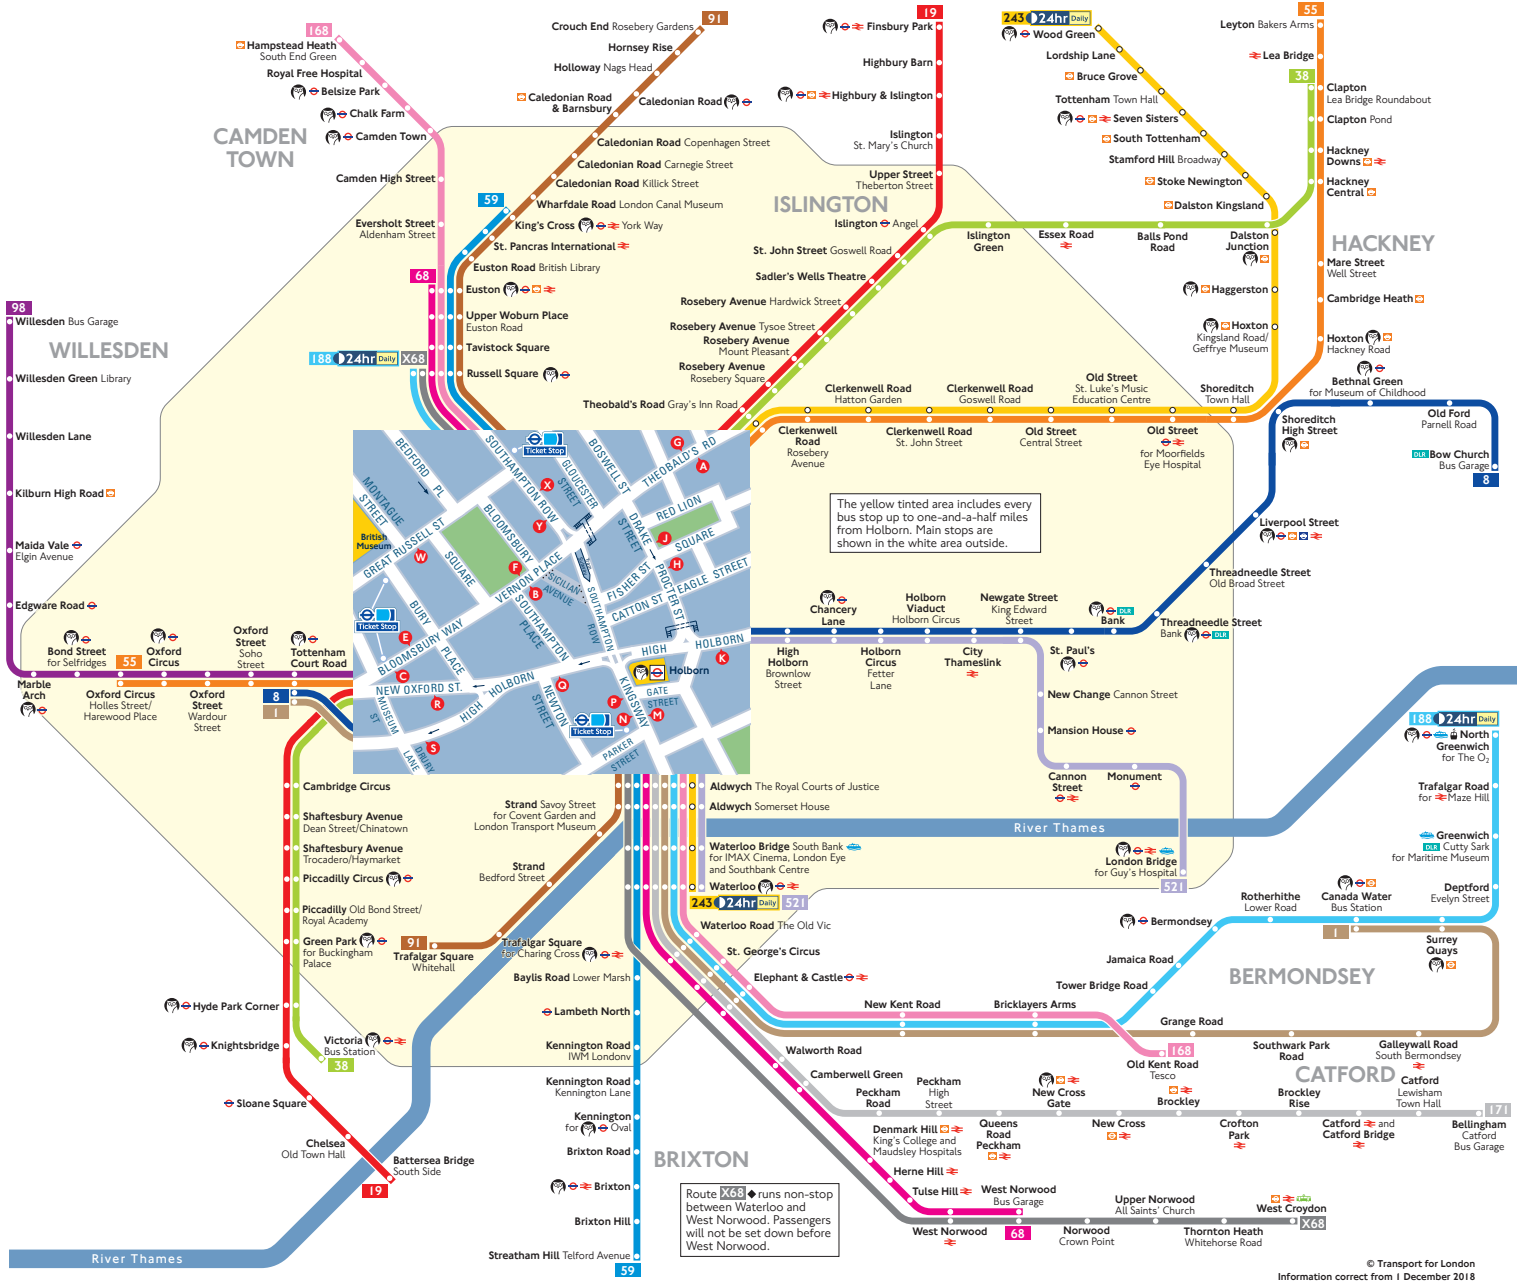 168
Hampstead Heath
South End Green
Royal Free Hospital
Belsize Park
Chalk Farm
Camden Town
CAMDEN
TOWN
Camden High Street
Eversholt Street
Aldenham Street
91
Crouch End Rosebery Gardens
Hornsey Rise
Holloway Nags Head
Caledonian Road
& Barnsbury
Caledonian Road
Caledonian Road Copenhagen Street
Caledonian Road Carnegie Street
Caledonian Road Killick Street
Wharfdale Road London Canal Museum
59
King's Cross York Way
St. Pancras International
Euston Road British Library
68
Euston
Upper Woburn Place
Euston Road
Tavistock Square
188 24hr Daily X68
Russell Square
19
Finsbury Park
Highbury Barn
Highbury & Islington
Islington
St. Mary's Church
Upper Street
Theberton Street
ISLINGTON
Islington Angel
St. John Street Goswell Road
Sadler's Wells Theatre
Rosebery Avenue Hardwick Street
Rosebery Avenue Tysoe Street
Rosebery Avenue
Mount Pleasant
Rosebery Avenue
Rosebery Square
Theobald's Road Gray's Inn Road
243 24hr Daily
Wood Green
Lordship Lane
Bruce Grove
Tottenham Town Hall
Seven Sisters
South Tottenham
Stamford Hill Broadway
Stoke Newington
Dalston Kingsland
55
Leyton Bakers Arms
Lea Bridge
38
Clapton
Lea Bridge Roundabout
Clapton Pond
Hackney
Downs
Hackney
Central
HACKNEY
Islington
Green
Essex Road
Balls Pond
Road
Dalston
Junction
Haggerston
Hoxton
Kingsland Road/
Geffrye Museum
Mare Street
Well Street
Cambridge Heath
Hoxton
Hackney Road
Bethnal Green
for Museum of Childhood
Old Ford
Parnell Road
Bow Church
DLR
Bus Garage
8
Clerkenwell Road
Hatton Garden
Clerkenwell Road
Goswell Road
Old Street
St. Luke's Music
Education Centre
Shoreditch
Town Hall
Clerkenwell
Road
Rosebery
Avenue
Clerkenwell Road
St. John Street
Old Street
Central Street
Old Street
for Moorfields
Eye Hospital
Shoreditch
High Street
Liverpool Street
Threadneedle Street
Old Broad Street
Threadneedle Street
Bank DLR
The yellow tinted area includes every
bus stop up to one-and-a-half miles
from Holborn. Main stops are
shown in the white area outside.
98
Willesden Bus Garage
WILLESDEN
Willesden Green Library
Willesden Lane
Kilburn High Road
Maida Vale
Elgin Avenue
Edgware Road
Bond Street
for Selfridges
55
Oxford
Circus
Oxford
Street
Soho
Street
Tottenham
Court Road
Marble
Arch
Oxford Circus
Holles Street/
Harewood Place
Oxford
Street
Wardour
Street
8
1
BEDFORD
PL
SOUTHAMPTON ROW
Ticket Stop
GLOUCESTER
STREET
BOSWELL ST
THEOBALD'S RD
G
A
X
Y
MONTAGUE
STREET
British
Museum
GREAT RUSSELL ST
W
BLOOMSBURY
SQUARE
DRAKE
STREET
RED LION
SQUARE
J
H
F
B
VERNON PLACE
SICILIAN
AVENUE
FISHER ST
PROCTER ST
EAGLE STREET
CATTON ST
SOUTHAMPTON
ROW
SOUTHAMPTON
PLACE
Ticket Stop
BURY
PLACE
E
C
BLOOMSBURY WAY
HIGH
HOLBORN
K
Holborn
NEW OXFORD ST.
HIGH
HOLBORN
R
Q
P
N
M
KINGSWAY
GATE
STREET
NEWTON
STREET
Ticket Stop
PARKER
STREET
MUSEUM
ST
S
DRURY
LANE
Chancery
Lane
Holborn
Viaduct
Holborn Circus
Newgate Street
King Edward
Street
DLR
Bank
High
Holborn
Brownlow
Street
Holborn
Circus
Fetter
Lane
City
Thameslink
St. Paul's
New Change Cannon Street
Mansion House
Cannon
Street
Monument
London Bridge
for Guy's Hospital
521
River Thames
Cambridge Circus
Shaftesbury Avenue
Dean Street/Chinatown
Shaftesbury Avenue
Trocadero/Haymarket
Piccadilly Circus
Piccadilly Old Bond Street/
Royal Academy
Green Park
for Buckingham
Palace
Hyde Park Corner
Knightsbridge
Victoria
Bus Station
38
Sloane Square
Chelsea
Old Town Hall
Battersea Bridge
South Side
19
Strand Savoy Street
for Covent Garden and
London Transport Museum
Strand
Bedford Street
91
Trafalgar Square
Whitehall
Trafalgar Square
for Charing Cross
Aldwych The Royal Courts of Justice
Aldwych Somerset House
Waterloo Bridge South Bank
for IMAX Cinema, London Eye
and Southbank Centre
Waterloo
243 24hr Daily 521
Waterloo Road The Old Vic
St. George's Circus
Elephant & Castle
Baylis Road Lower Marsh
Lambeth North
Kennington Road
IWM Londonv
Kennington Road
Kennington Lane
Kennington
for Oval
Brixton Road
BRIXTON
Brixton
Brixton Hill
Streatham Hill Telford Avenue
59
Route X68 ◆ runs non-stop
between Waterloo and
West Norwood. Passengers
will not be set down before
West Norwood.
188 24hr Daily
North
Greenwich
for The O2
Trafalgar Road
for Maze Hill
Greenwich
DLR Cutty Sark
for Maritime Museum
Deptford
Evelyn Street
Canada Water
Bus Station
Rotherhithe
Lower Road
Bermondsey
1
Surrey
Quays
Jamaica Road
Tower Bridge Road
BERMONDSEY
New Kent Road
Bricklayers Arms
Grange Road
Southwark Park
Road
Galleywall Road
South Bermondsey
168
Old Kent Road
Tesco
Walworth Road
Camberwell Green
CATFORD
Peckham
Road
Peckham
High
Street
New Cross
Gate
Brockley
Brockley
Rise
Catford
Lewisham
Town Hall
171
Denmark Hill
King's College and
Maudsley Hospitals
Queens
Road
Peckham
New Cross
Crofton
Park
Catford and
Catford Bridge
Bellingham
Catford
Bus Garage
Herne Hill
Tulse Hill
West Norwood
Bus Garage
Upper Norwood
All Saints' Church
West Croydon
X68
West Norwood
68
Norwood
Crown Point
Thornton Heath
Whitehorse Road
River Thames
© Transport for London
Information correct from 1 December 2018